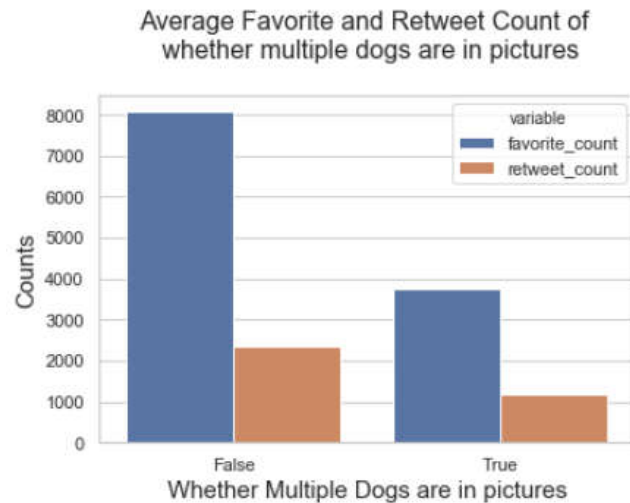 Average Favorite and Retweet Count of
whether multiple dogs are in pictures
variable
favorite_count
retweet_count
8000
7000
6000
5000
4000
3000
2000
1000
0
Counts
False
True
Whether Multiple Dogs are in pictures